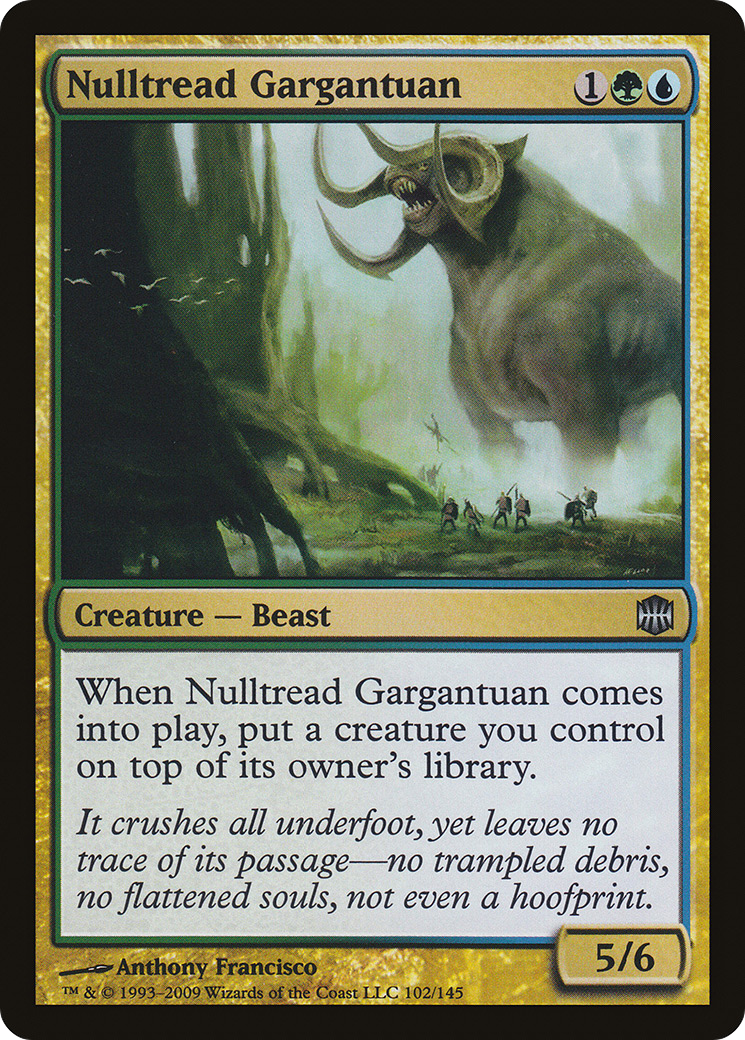 Nulltread Gargantuan 1
Creature — Beast
When Nulltread Gargantuan comes
into play, put a creature you control
on top of its owner's library.
It crushes all underfoot, yet leaves no
trace of its passage—no trampled debris,
no flattened souls, not even a hoofprint.
5/6
Anthony Francisco
™ & © 1993–2009 Wizards of the Coast LLC 102/145